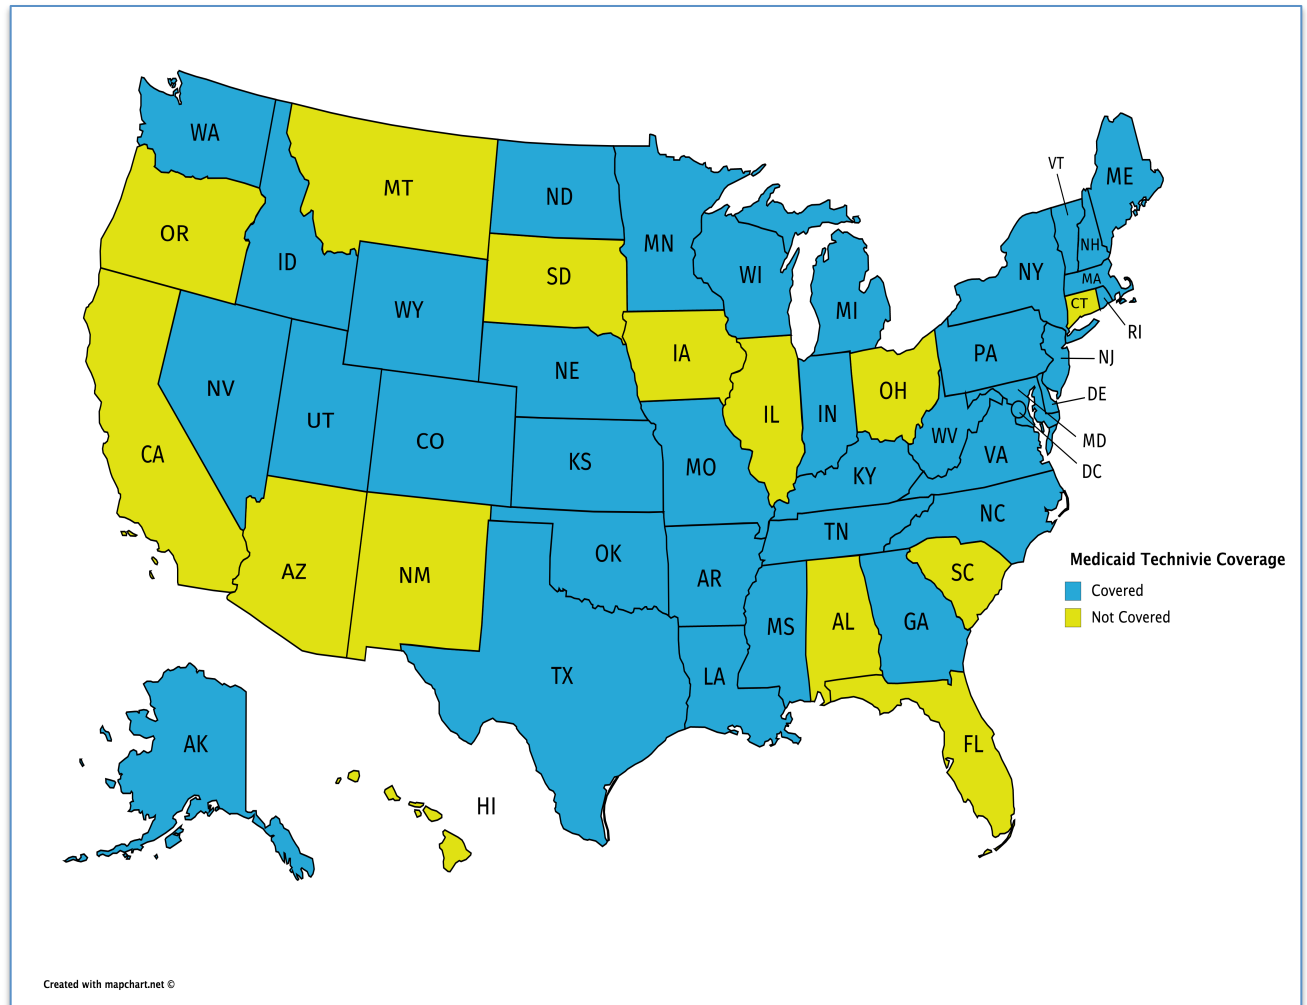 WA
MT
ND
VT
ME
OR
MN
NH
ID
SD
WI
NY
MA
WY
MI
CT
RI
IA
PA
NJ
NE
NV
OH
DE
UT
IL
IN
CO
WV
MD
CA
KS
MO
KY
VA
DC
NC
TN
OK
Medicaid Technivie Coverage
AZ
NM
AR
SC
Covered
Not Covered
MS
AL
GA
TX
LA
AK
FL
HI
Created with mapchart.net ©